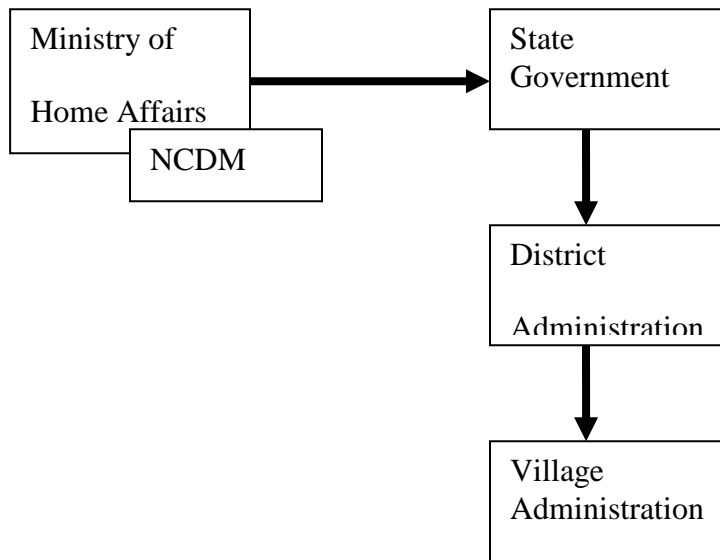 Ministry of
Home Affairs
NCDM
State
Government
District
Administration
Village
Administration